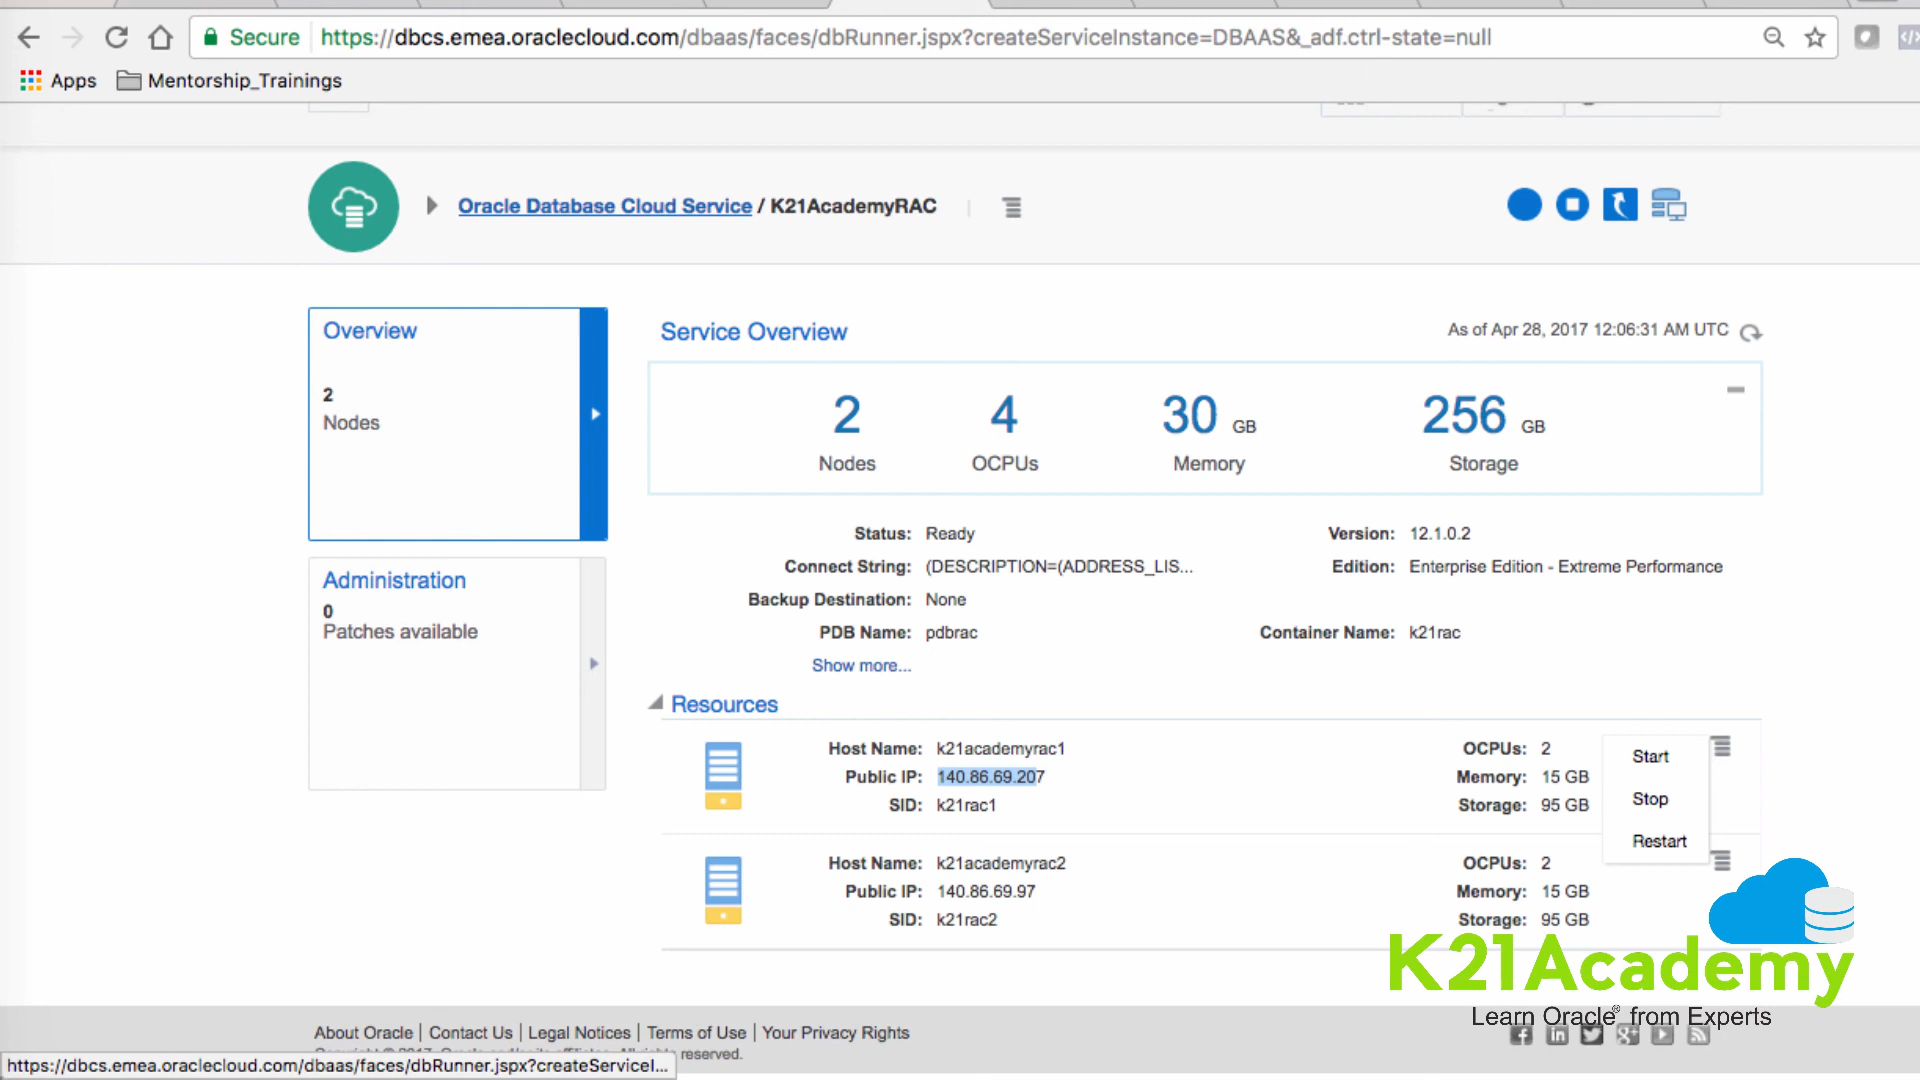 Secure https://dbcs.emea.oraclecloud.com/dbaas/faces/dbRunner.jspx?createServiceInstance=DBAAS&_adf.ctrl-state=null
Apps Mentorship_Trainings
Oracle Database Cloud Service / K21AcademyRAC
Overview
2
Nodes
Administration
0
Patches available
Service Overview
As of Apr 28, 2017 12:06:31 AM UTC
2 4 30 GB 256 GB
Nodes OCPUs Memory Storage
Status: Ready Version: 12.1.0.2
Connect String: (DESCRIPTION=(ADDRESS_LIS... Edition: Enterprise Edition - Extreme Performance
Backup Destination: None
PDB Name: pdbrac Container Name: k21rac
Show more...
Resources
Host Name: k21academyrac1 OCPUs: 2
Public IP: 140.86.69.207 Memory: 15 GB
SID: k21rac1 Storage: 95 GB
Start
Stop
Restart
Host Name: k21academyrac2 OCPUs: 2
Public IP: 140.86.69.97 Memory: 15 GB
SID: k21rac2 Storage: 95 GB
K21Academy
Learn Oracle® from Experts
About Oracle | Contact Us | Legal Notices | Terms of Use | Your Privacy Rights
reserved.
https://dbcs.emea.oraclecloud.com/dbaas/faces/dbRunner.jspx?createServiceI...